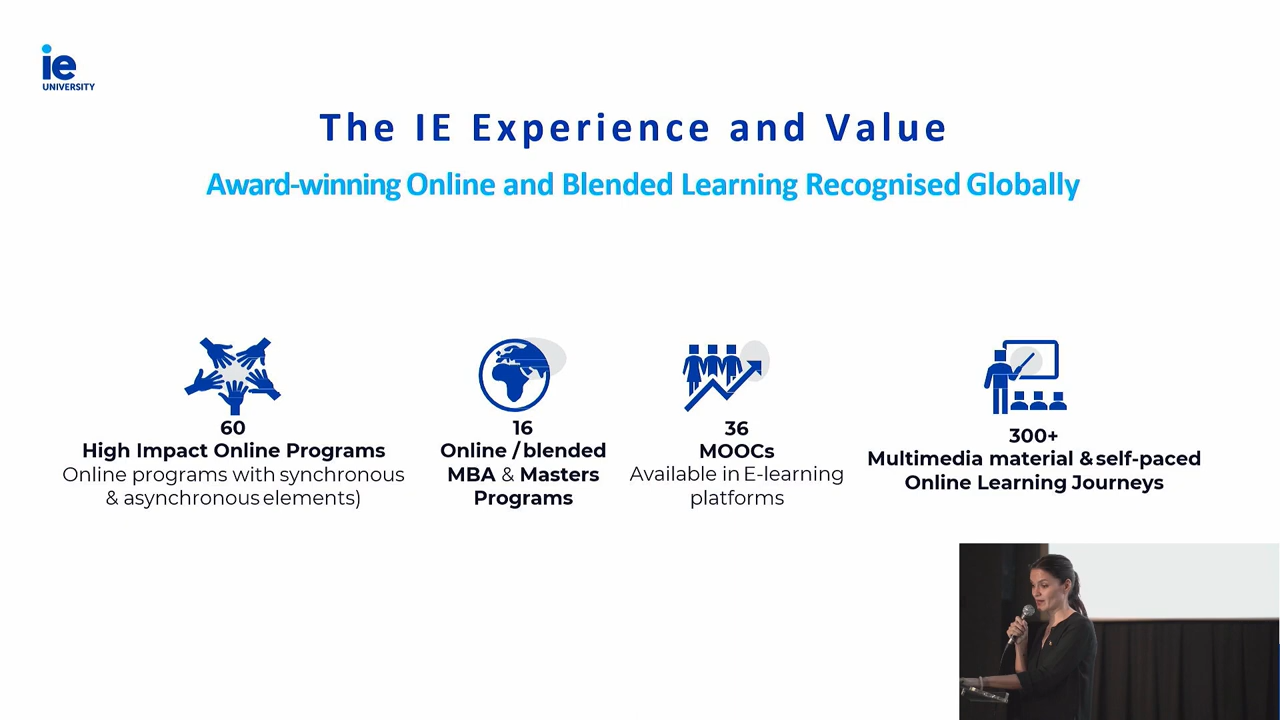 ie
UNIVERSITY
The IE Experience and Value
Award-winning Online and Blended Learning Recognised Globally
60
High Impact Online Programs
Online programs with synchronous
& asynchronous elements)
16
Online / blended
MBA & Masters
Programs
36
MOOCs
Available in E-learning
platforms
300+
Multimedia material & self-paced
Online Learning Journeys